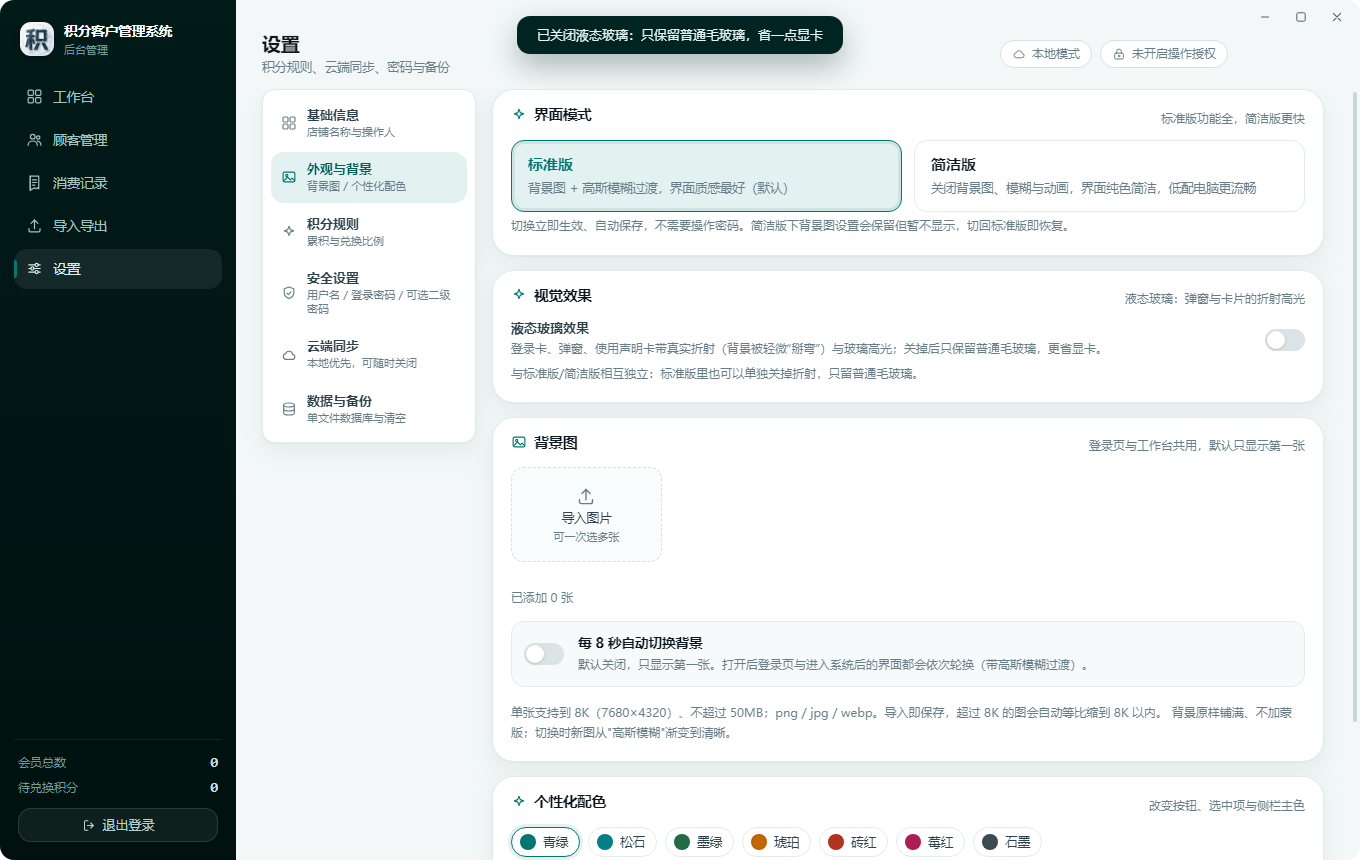 积
积分客户管理系统
后台管理
工作台
顾客管理
消费记录
导入导出
设置
会员总数 0
待兑换积分 0
退出登录
设置
积分规则、云端同步、密码与备份
已关闭液态玻璃：只保留普通毛玻璃，省一点显卡
本地模式
未开启操作授权
基础信息
店铺名称与操作人
外观与背景
背景图 / 个性化配色
积分规则
累积与兑换比例
安全设置
用户名 / 登录密码 / 可选二级
密码
云端同步
本地优先，可随时关闭
数据与备份
单文件数据库与清空
界面模式
标准版功能全，简洁版更快
标准版
背景图 + 高斯模糊过渡，界面质感最好（默认）
简洁版
关闭背景图、模糊与动画，界面纯色简洁，低配电脑更流畅
切换立即生效、自动保存，不需要操作密码。简洁版下背景图设置会保留但暂不显示，切回标准版即恢复。
视觉效果
液态玻璃：弹窗与卡片的折射高光
液态玻璃效果
登录卡、弹窗、使用声明卡带真实折射（背景被轻微“掰弯”）与玻璃高光；关掉后只保留普通毛玻璃，更省显卡。
与标准版/简洁版相互独立：标准版里也可以单独关掉折射，只留普通毛玻璃。
背景图
登录页与工作台共用，默认只显示第一张
导入图片
可一次选多张
已添加 0 张
每 8 秒自动切换背景
默认关闭，只显示第一张。打开后登录页与进入系统后的界面都会依次轮换（带高斯模糊过渡）。
单张支持到 8K（7680×4320）、不超过 50MB；png / jpg / webp。导入即保存，超过 8K 的图会自动等比缩到 8K 以内。 背景原样铺满、不加蒙
版；切换时新图从"高斯模糊"渐变到清晰。
个性化配色
改变按钮、选中项与侧栏主色
青绿
松石
墨绿
琥珀
砖红
莓红
石墨